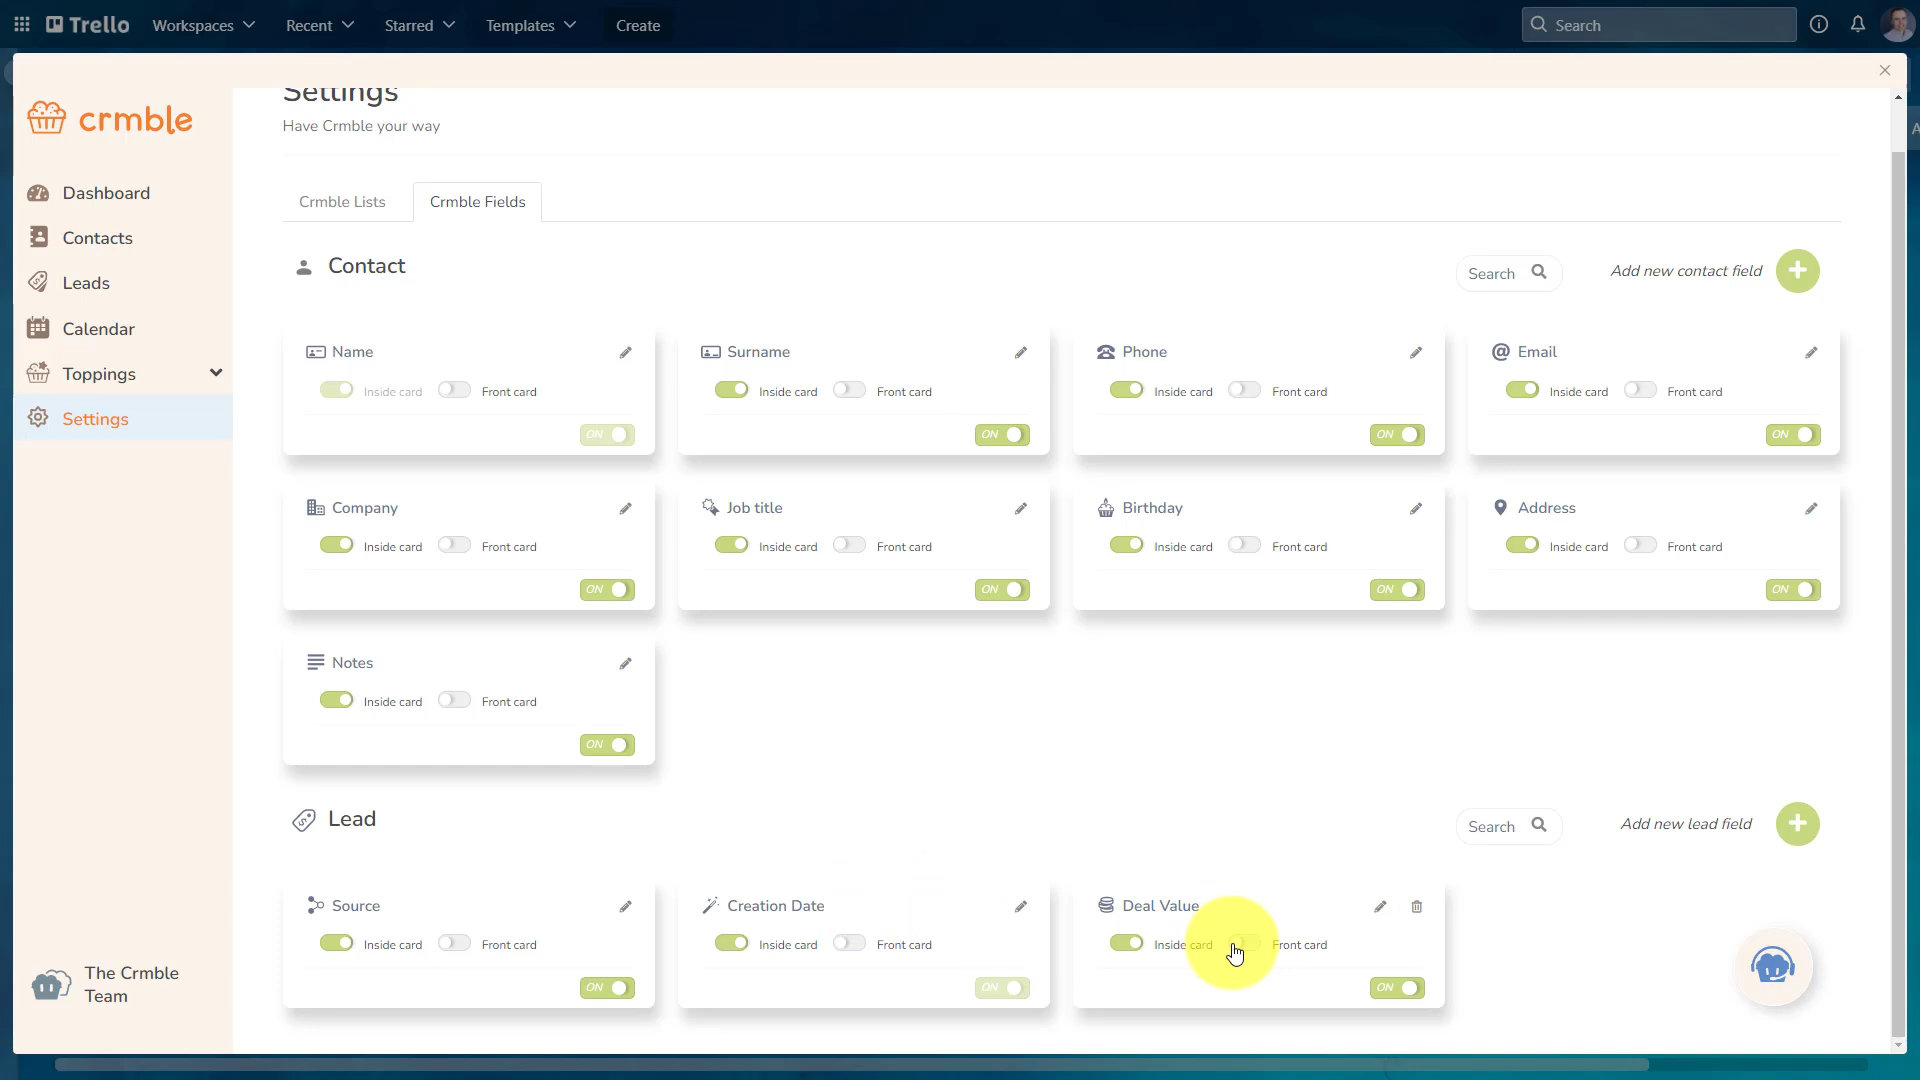 Trello Workspaces Recent Starred Templates Create Search
crmble
Dashboard
Contacts
Leads
Calendar
Toppings
Settings
The Crmble
Team
Settings
Have Crmble your way
Crmble Lists Crmble Fields
Contact Search Add new contact field
Name Surname Phone Email
Inside card Front card Inside card Front card Inside card Front card Inside card Front card
ON ON ON ON
Company Job title Birthday Address
Inside card Front card Inside card Front card Inside card Front card Inside card Front card
ON ON ON ON
Notes
Inside card Front card
ON
Lead Search Add new lead field
Source Creation Date Deal Value
Inside card Front card Inside card Front card Inside card Front card
ON ON ON